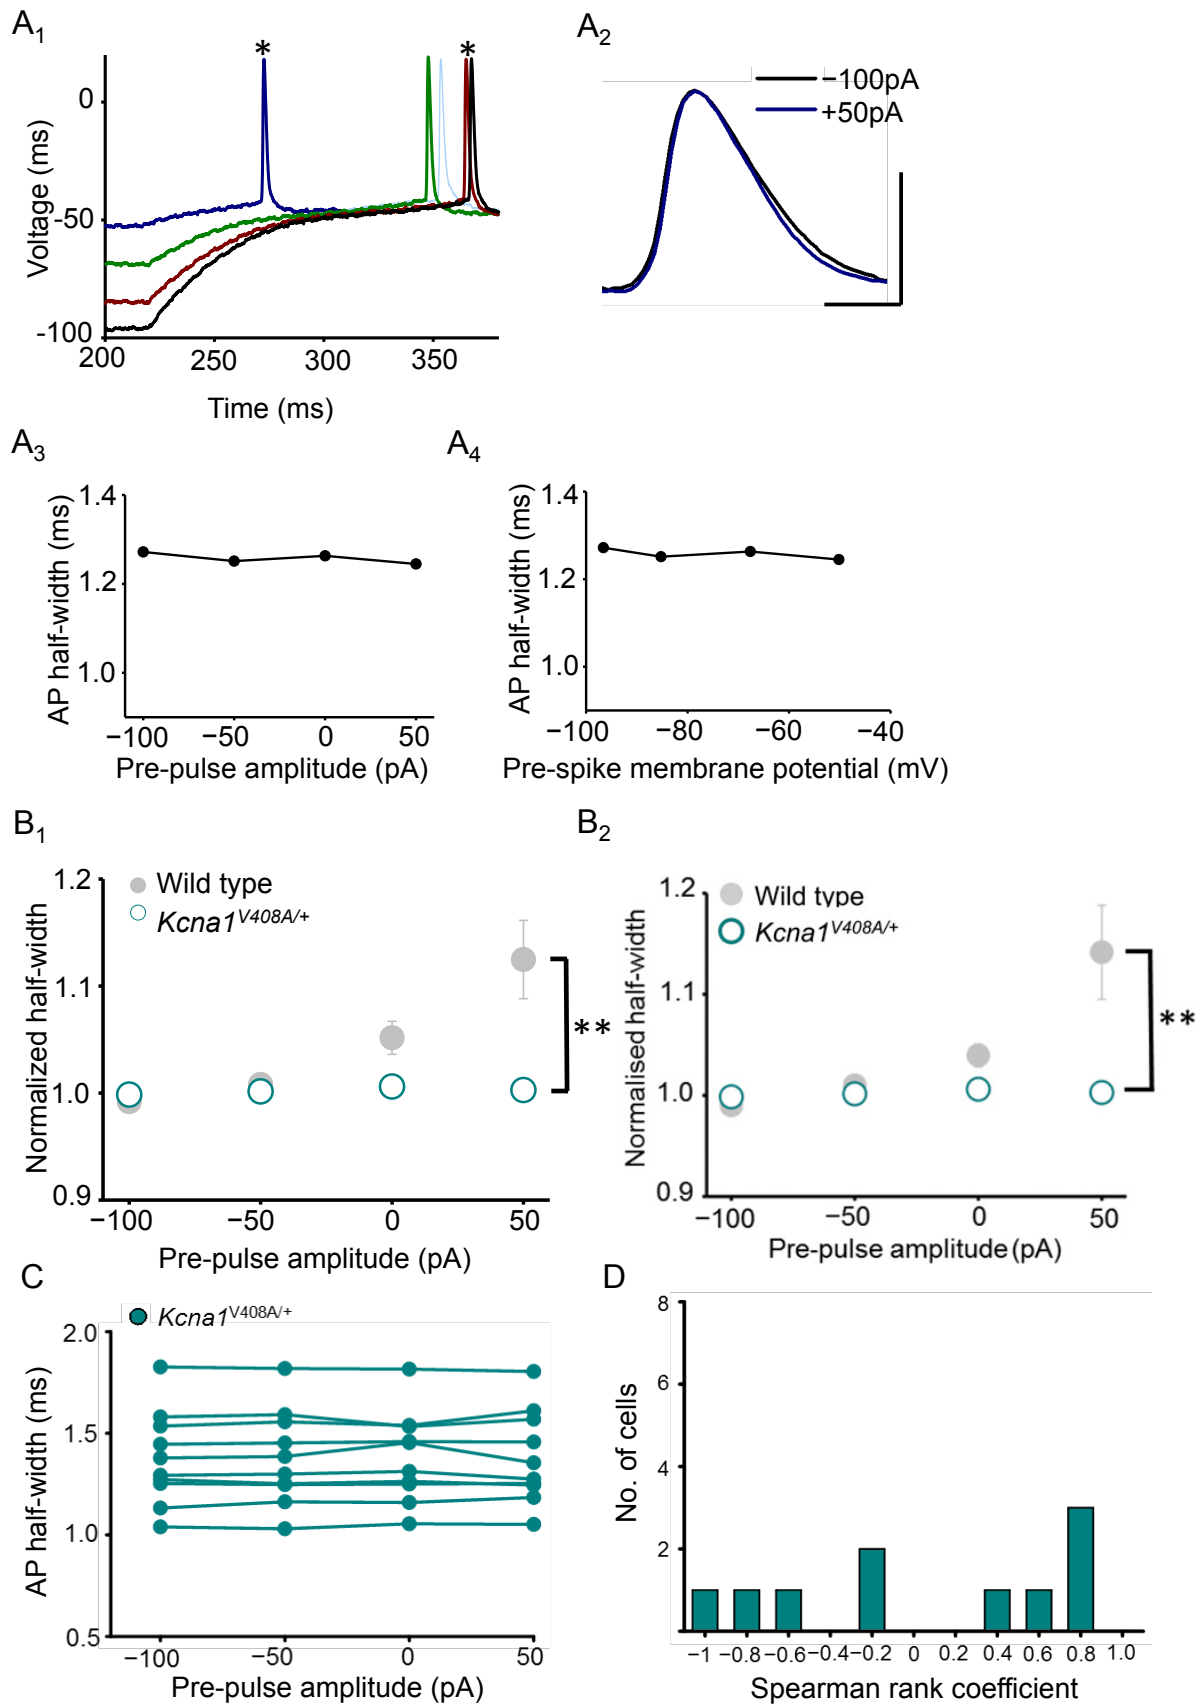 A1
A2
* *
0
-50
-100
Voltage (ms)
200 250 300 350
Time (ms)
−100pA
+50pA
A3
A4
1.4
1.2
1.0
AP half-width (ms)
−100 −50 0 50
Pre-pulse amplitude (pA)
1.4
1.2
1.0
AP half-width (ms)
−100 −80 −60 −40
Pre-spike membrane potential (mV)
B1
B2
1.2
1.1
1.0
0.9
Normalized half-width
Wild type
Kcna1V408A/+
**
−100 −50 0 50
Pre-pulse amplitude (pA)
1.2
1.1
1.0
0.9
Normalised half-width
Wild type
Kcna1V408A/+
**
−100 −50 0 50
Pre-pulse amplitude (pA)
C
D
Kcna1V408A/+
2.0
1.5
1.0
0.5
AP half-width (ms)
−100 −50 0 50
Pre-pulse amplitude (pA)
8
6
4
2
No. of cells
−1 −0.8 −0.6 −0.4 −0.2 0 0.2 0.4 0.6 0.8 1.0
Spearman rank coefficient